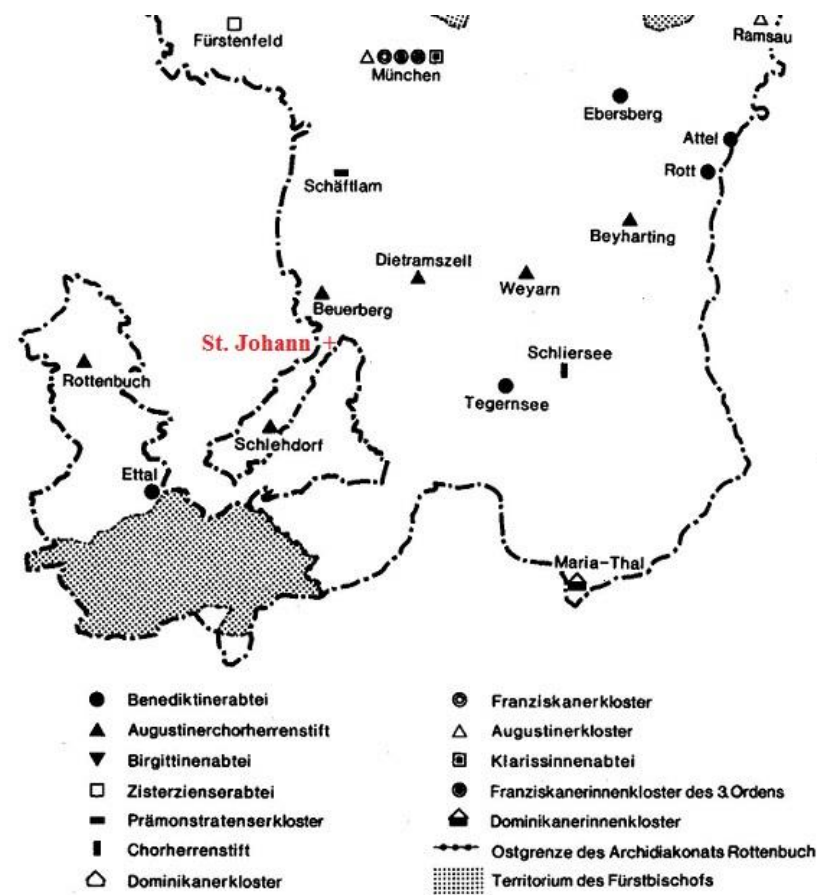 Fürstenfeld
Ramsau
München
Ebersberg
Attel
Rott
Schäftlarn
Beyharting
Dietramszell
Weyarn
Beuerberg
St. Johann +
Schliersee
Rottenbuch
Tegernsee
Schlehdorf
Ettal
Maria-Thal
Benediktinerabtei
Augustinerchorherrenstift
Birgittinenabtei
Zisterzienserabtei
Prämonstratenserkloster
Chorherrenstift
Dominikanerkloster
Franziskanerkloster
Augustinerkloster
Klarissinnenabtei
Franziskanerinnenkloster des 3.Ordens
Dominikanerinnenkloster
Ostgrenze des Archidiakonats Rottenbuch
Territorium des Fürstbischofs